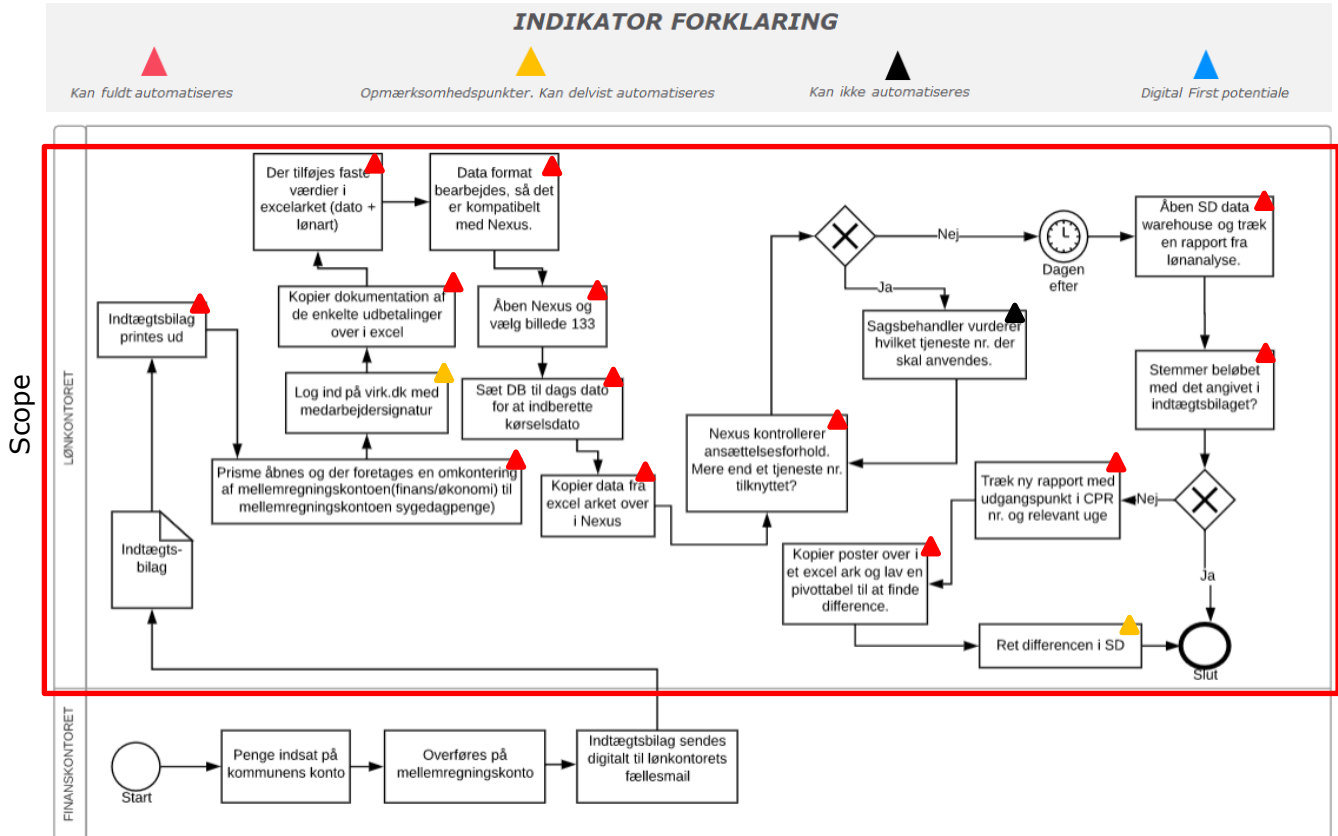 INDIKATOR FORKLARING
Kan fuldt automatiseres
Opmærksomhedspunkter. Kan delvist automatiseres
Kan ikke automatiseres
Digital First potentiale
Scope
LØNKONTORET
Indtægts-
bilag
Indtægtsbilag
printes ud
Prisme åbnes og der foretages en omkontering
af mellemregningskontoen(finans/økonomi) til
mellemregningskontoen sygedagpenge)
Log ind på virk.dk med
medarbejdersignatur
Kopier dokumentation af
de enkelte udbetalinger
over i excel
Der tilføjes faste
værdier i
excelarket (dato +
lønart)
Data format
bearbejdes, så det
er kompatibelt
med Nexus.
Åben Nexus og
vælg billede 133
Sæt DB til dags dato
for at indberette
kørselsdato
Kopier data fra
excel arket over
i Nexus
Nexus kontrollerer
ansættelsesforhold.
Mere end et tjeneste nr.
tilknyttet?
Ja
Sagsbehandler vurderer
hvilket tjeneste nr. der
skal anvendes.
Nej
Dagen
efter
Åben SD data
warehouse og træk
en rapport fra
lønanalyse.
Stemmer beløbet
med det angivet i
indtægtsbilaget?
Nej
Træk ny rapport med
udgangspunkt i CPR
nr. og relevant uge
Kopier poster over i
et excel ark og lav en
pivottabel til at finde
difference.
Ret differencen i SD
Ja
Slut
FINANSKONTORET
Start
Penge indsat på
kommunens konto
Overføres på
mellemregningskonto
Indtægtsbilag sendes
digitalt til lønkontorets
fællesmail